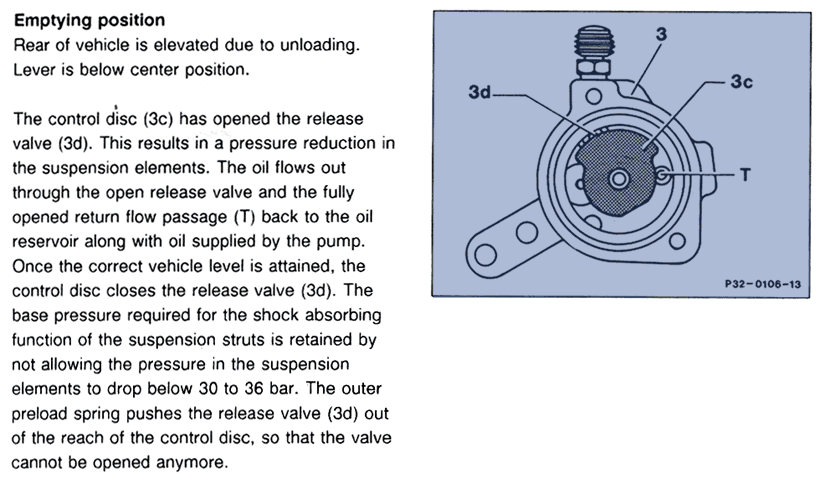 Emptying position
Rear of vehicle is elevated due to unloading.
Lever is below center position.
The control disc (3c) has opened the release
valve (3d). This results in a pressure reduction in
the suspension elements. The oil flows out
through the open release valve and the fully
opened return flow passage (T) back to the oil
reservoir along with oil supplied by the pump.
Once the correct vehicle level is attained, the
control disc closes the release valve (3d). The
base pressure required for the shock absorbing
function of the suspension struts is retained by
not allowing the pressure in the suspension
elements to drop below 30 to 36 bar. The outer
preload spring pushes the release valve (3d) out
of the reach of the control disc, so that the valve
cannot be opened anymore.
3
3d
3c
T
P32-0106-13